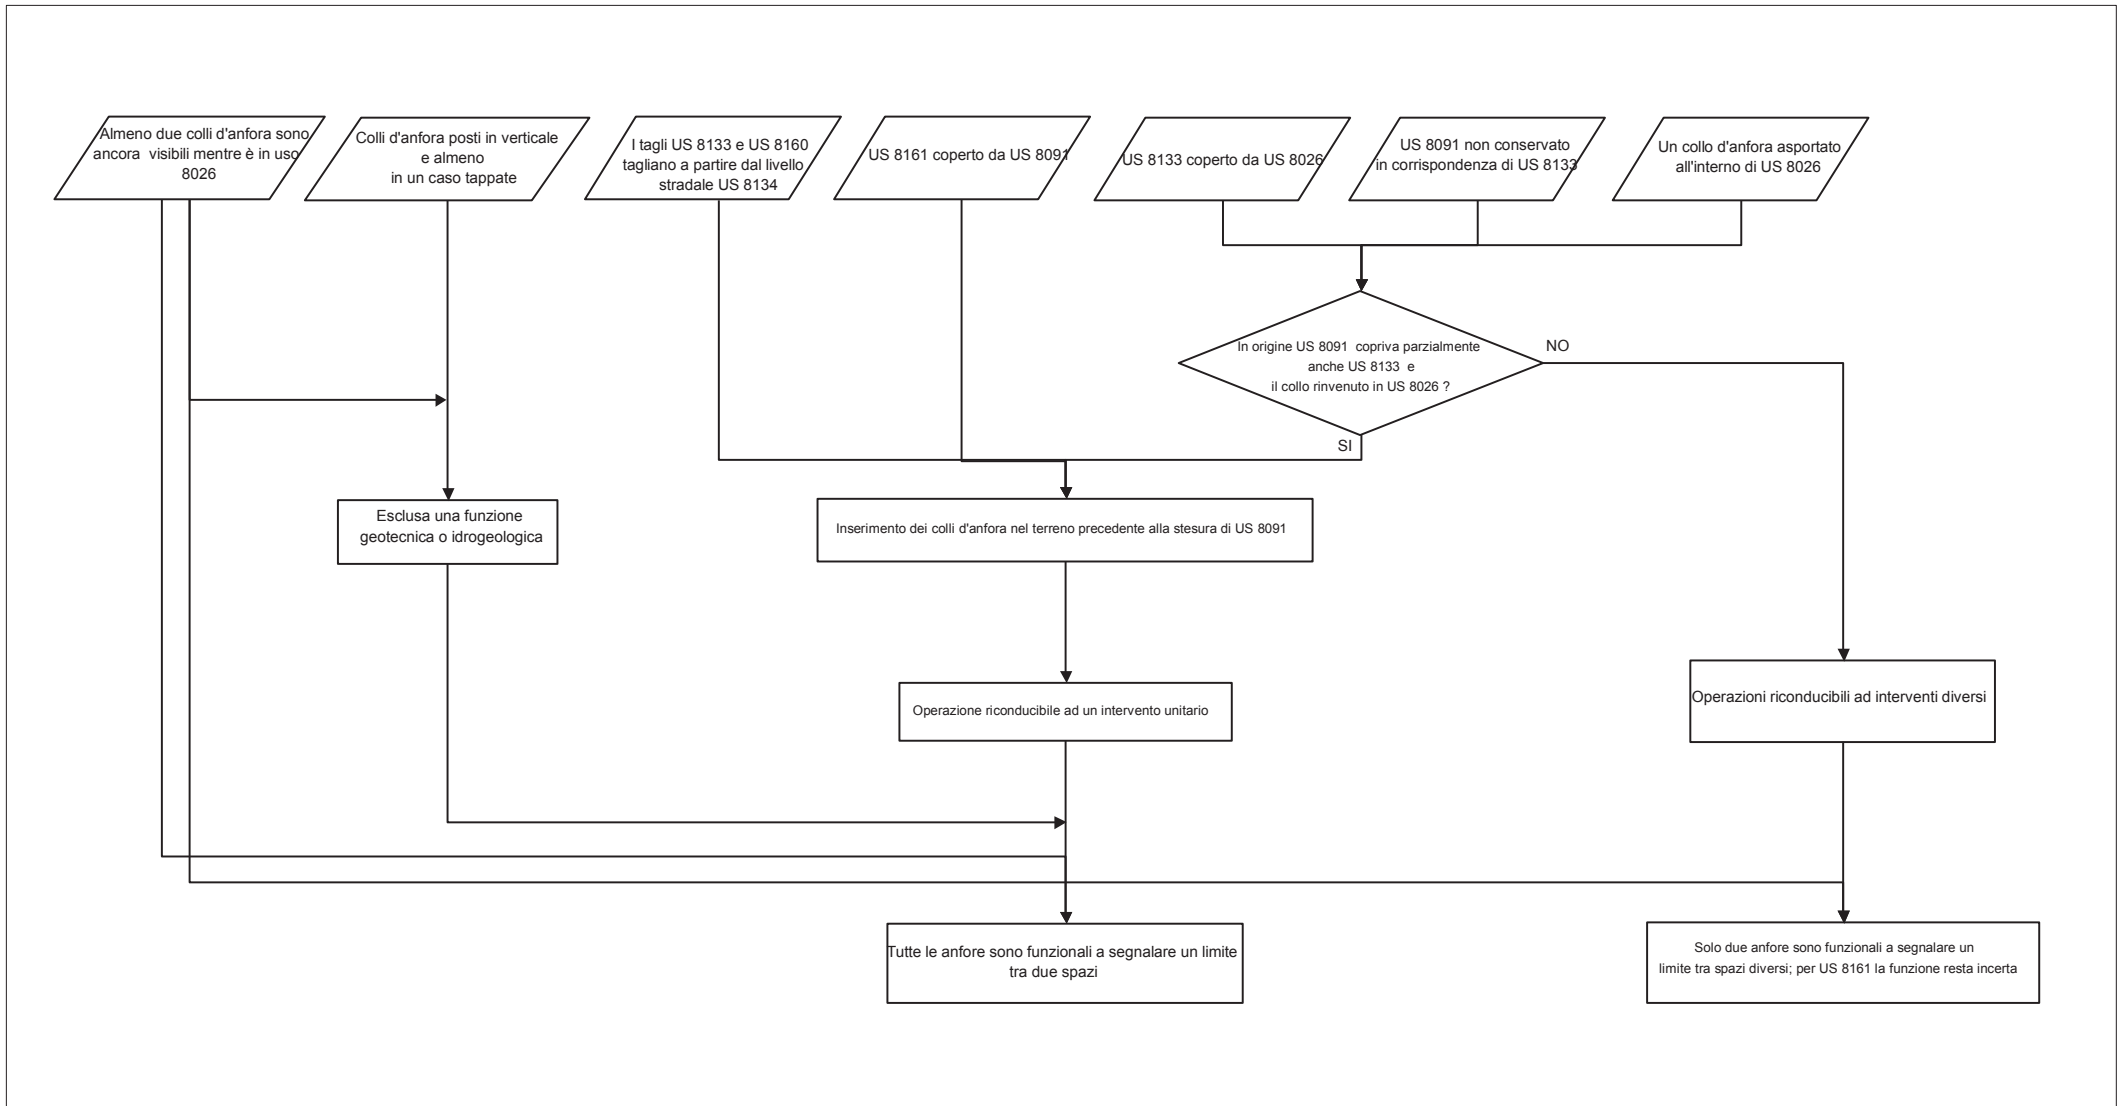 Almeno due colli d'anfora sono
ancora visibili mentre è in uso
8026
Colli d'anfora posti in verticale
e almeno
in un caso tappate
I tagli US 8133 e US 8160
tagliano a partire dal livello
stradale US 8134
US 8161 coperto da US 8091
US 8133 coperto da US 8026
US 8091 non conservato
in corrispondenza di US 8133
Un collo d'anfora asportato
all'interno di US 8026
In origine US 8091 copriva parzialmente
anche US 8133 e
il collo rinvenuto in US 8026 ?
NO
SI
Esclusa una funzione
geotecnica o idrogeologica
Inserimento dei colli d'anfora nel terreno precedente alla stesura di US 8091
Operazione riconducibile ad un intervento unitario
Operazioni riconducibili ad interventi diversi
Tutte le anfore sono funzionali a segnalare un limite
tra due spazi
Solo due anfore sono funzionali a segnalare un
limite tra spazi diversi; per US 8161 la funzione resta incerta